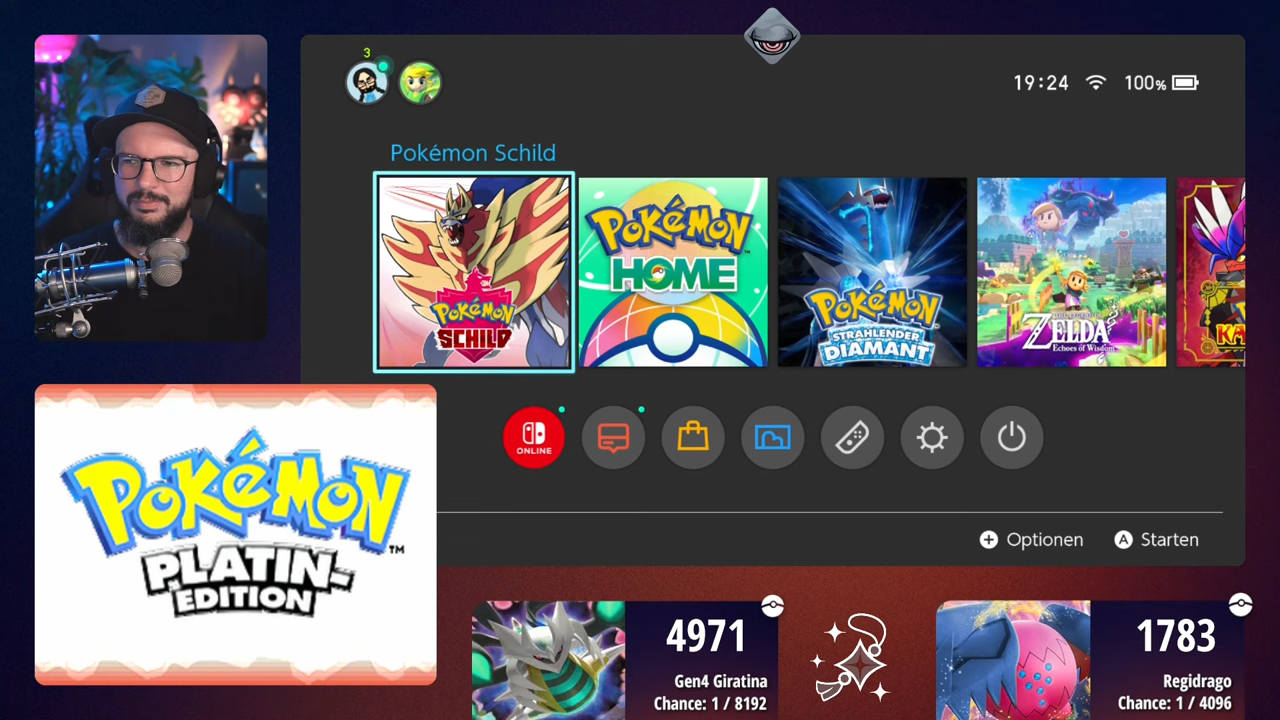 3
19:24
100%
Pokémon Schild
POKÉMON
SCHILD
POKÉMON
HOME
POKÉMON
STRAHLENDER
DIAMANT
ZELDA
Echoes of Wisdom
ONLINE
POKÉMON™
PLATIN-
EDITION
Optionen
Starten
4971
Gen4 Giratina
Chance: 1 / 8192
1783
Regidrago
Chance: 1 / 4096